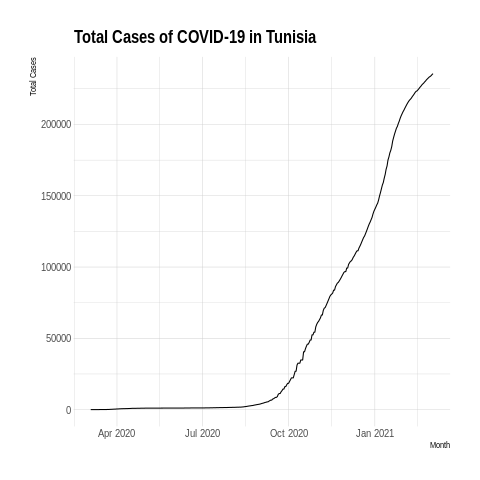 Total Cases of COVID-19 in Tunisia
Total Cases
200000
150000
100000
50000
0
Apr 2020
Jul 2020
Oct 2020
Jan 2021
Month